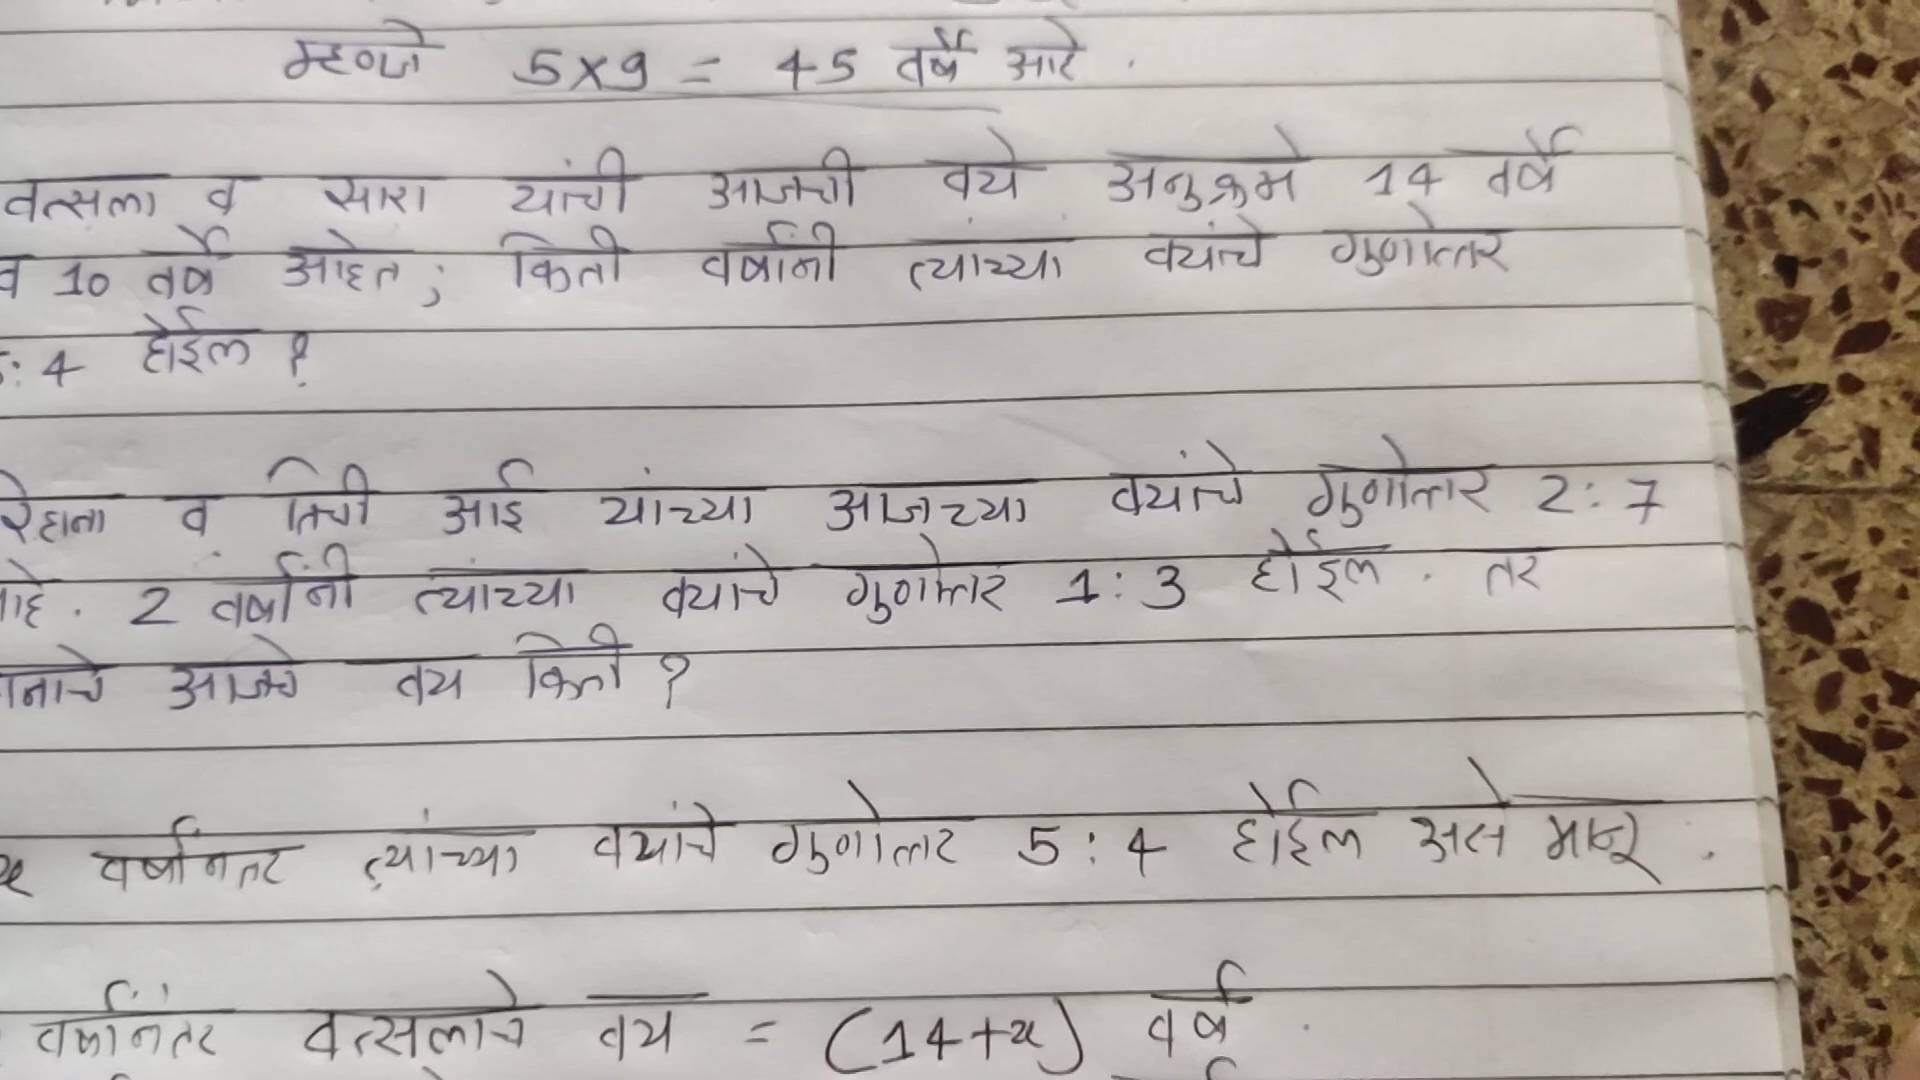 म्हणजे 5x9 = 45 वर्षे आहे.
वत्सला व सारा यांची आजची वये अनुक्रमे 14 वर्षे
व 10 वर्षे आहेत; किती वर्षांनी त्यांच्या वयांचे गुणोत्तर
5:4 होईल ?
रेहाना व तिची आई यांच्या आजच्या वयांचे गुणोत्तर 2:7
आहे. 2 वर्षांनी त्यांच्या वयांचे गुणोत्तर 1:3 होईल. तर
आजचे वय किती ?
x वर्षानंतर त्यांच्या वयांचे गुणोत्तर 5:4 होईल असे मानू.
वर्षानंतर वत्सलाचे वय = (14+x) वर्षे.